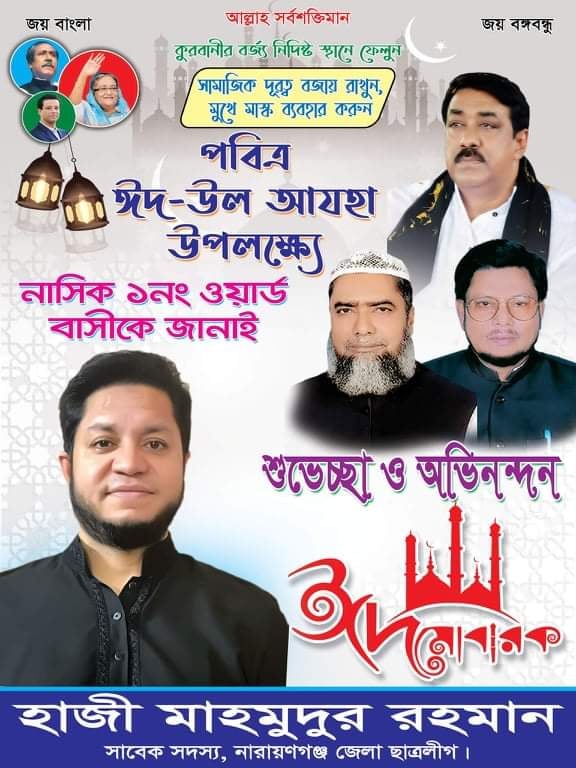 জয় বাংলা
আল্লাহ সর্বশক্তিমান
জয় বঙ্গবন্ধু
কুরবানীর বর্জ্য নির্দিষ্ট স্থানে ফেলুন
সামাজিক দূরত্ব বজায় রাখুন,
মুখে মাস্ক ব্যবহার করুন
পবিত্র
ঈদ-উল আযহা
উপলক্ষ্যে
নাসিক ১নং ওয়ার্ড
বাসীকে জানাই
শুভেচ্ছা ও অভিনন্দন
ঈদ মোবারক
হাজী মাহমুদুর রহমান
সাবেক সদস্য, নারায়ণগঞ্জ জেলা ছাত্রলীগ।